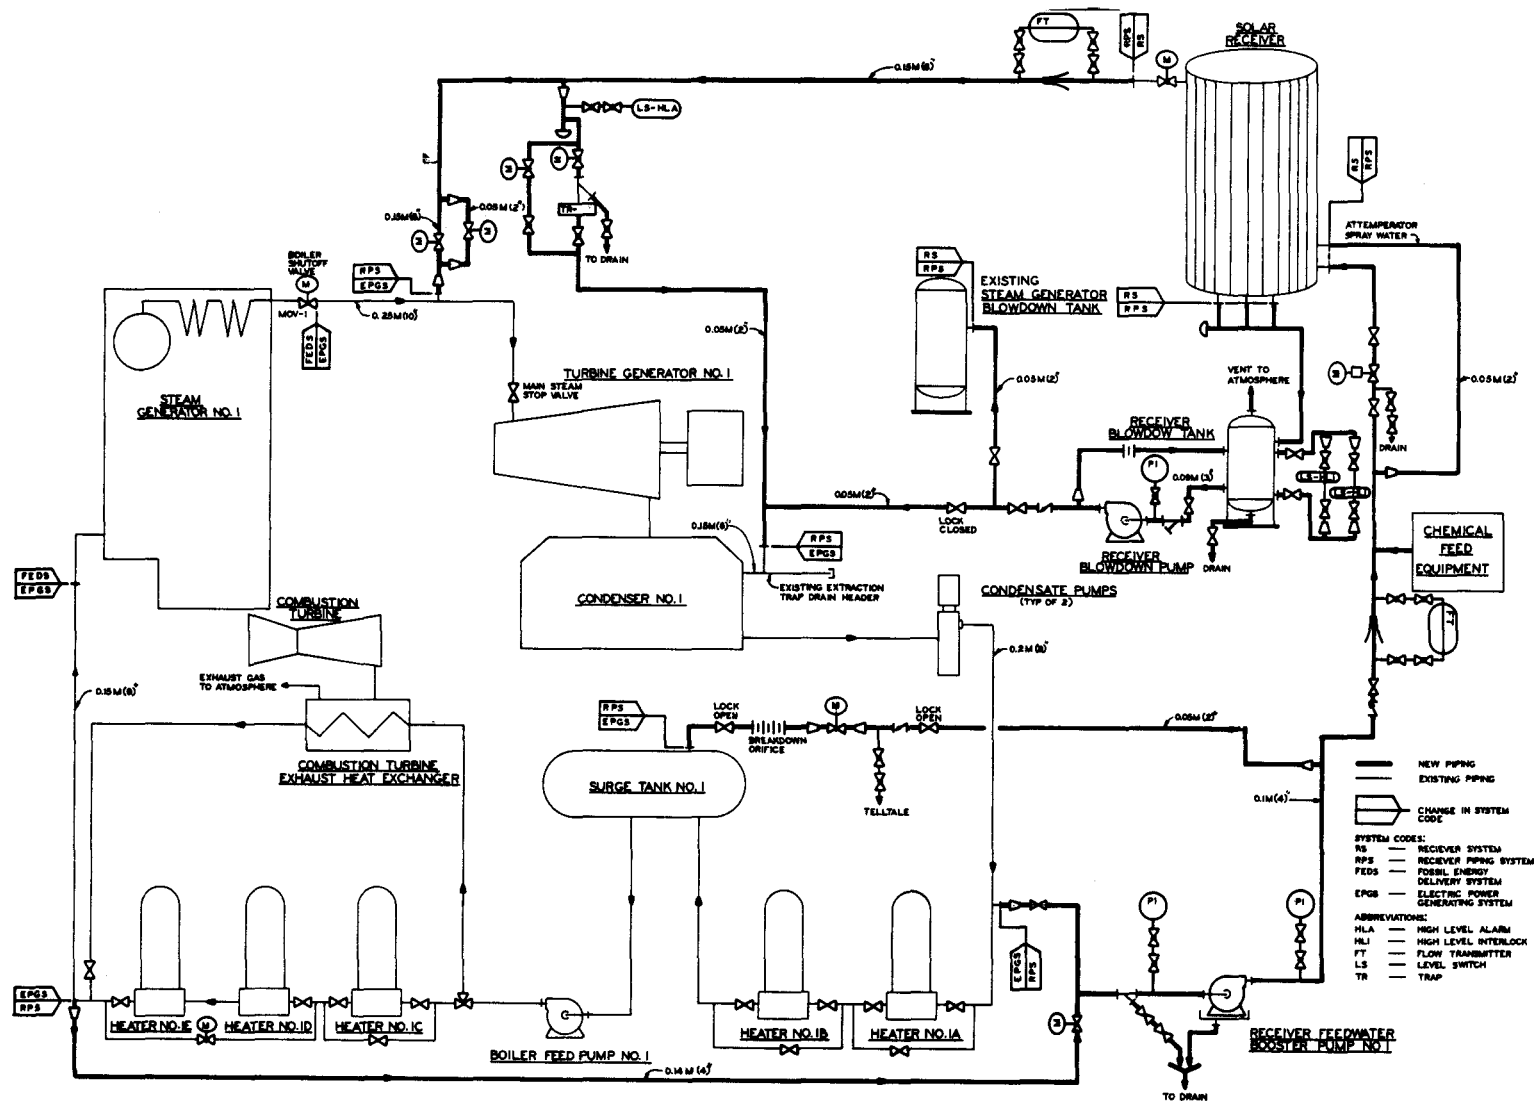 FT
RPS
RS
SOLAR
RECEIVER
M
0.15M(6")
LS-HLA
M
M
TR-
TO DRAIN
0.15M(6")
0.05M(2")
M
M
RS
RPS
ATTEMPERATOR
SPRAY WATER
BOILER
SHUTOFF
VALVE
M
MOV-1
RPS
EPGS
0.25M(10")
FEDS
EPGS
RS
RPS
EXISTING
STEAM GENERATOR
BLOWDOWN TANK
RS
RPS
0.05M(2")
0.05M(2")
0.05M(2")
STEAM
GENERATOR NO.1
TURBINE GENERATOR NO.1
MAIN STEAM
STOP VALVE
VENT TO
ATMOSPHERE
M
DRAIN
RECEIVER
BLOWDOW TANK
PI
LS-HLI
0.05M(2")
LOCK
CLOSED
RECEIVER
BLOWDOWN PUMP
DRAIN
CHEMICAL
FEED
EQUIPMENT
0.15M(6")
RPS
EPGS
EXISTING EXTRACTION
TRAP DRAIN HEADER
CONDENSER NO.1
CONDENSATE PUMPS
(TYP OF 2)
FEDS
EPGS
COMBUSTION
TURBINE
FT
0.2M(8")
EXHAUST GAS
TO ATMOSPHERE
0.15M(6")
COMBUSTION TURBINE
EXHAUST HEAT EXCHANGER
RPS
EPGS
LOCK
OPEN
BREAKDOWN
ORIFICE
M
LOCK
OPEN
0.05M(2")
SURGE TANK NO.1
TELLTALE
0.1M(4")
NEW PIPING
EXISTING PIPING
CHANGE IN SYSTEM
CODE
SYSTEM CODES:
RS — RECIEVER SYSTEM
RPS — RECIEVER PIPING SYSTEM
FEDS — FOSSIL ENERGY
DELIVERY SYSTEM
EPGS — ELECTRIC POWER
GENERATING SYSTEM
ABBREVIATIONS:
HLA — HIGH LEVEL ALARM
HLI — HIGH LEVEL INTERLOCK
FT — FLOW TRANSMITTER
LS — LEVEL SWITCH
TR — TRAP
PI
PI
EPGS
RPS
EPGS
RPS
HEATER NO.1E
M
HEATER NO.1D
HEATER NO.1C
BOILER FEED PUMP NO.1
HEATER NO.1B
HEATER NO.1A
M
RECEIVER FEEDWATER
BOOSTER PUMP NO.1
0.14M(4")
TO DRAIN